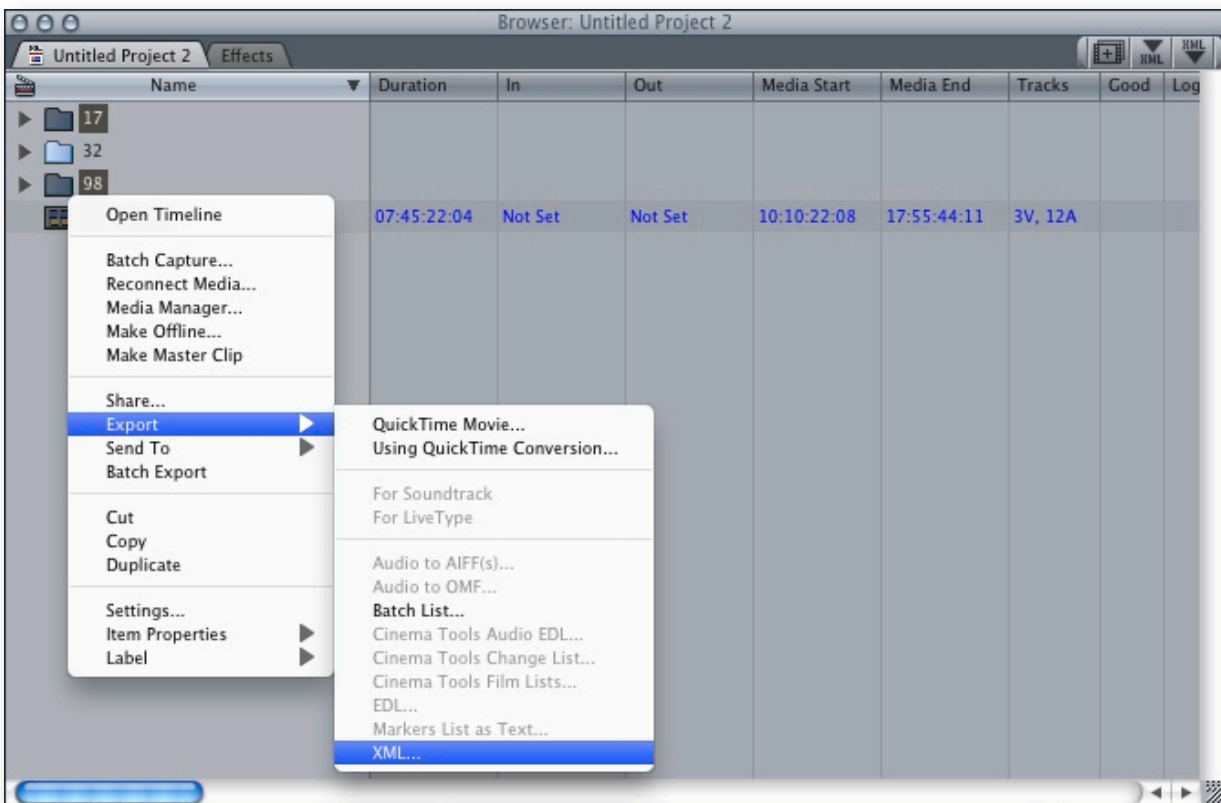 Browser: Untitled Project 2
Untitled Project 2 Effects XML XML
Name Duration In Out Media Start Media End Tracks Good Log
17
32
98
07:45:22:04 Not Set Not Set 10:10:22:08 17:55:44:11 3V, 12A
Open Timeline
Batch Capture...
Reconnect Media...
Media Manager...
Make Offline...
Make Master Clip
Share...
Export
Send To
Batch Export
Cut
Copy
Duplicate
Settings...
Item Properties
Label
QuickTime Movie...
Using QuickTime Conversion...
For Soundtrack
For LiveType
Audio to AIFF(s)...
Audio to OMF...
Batch List...
Cinema Tools Audio EDL...
Cinema Tools Change List...
Cinema Tools Film Lists...
EDL...
Markers List as Text...
XML...